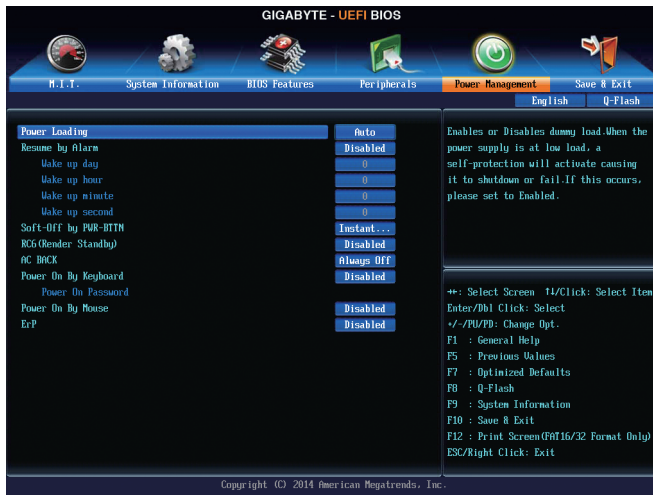 GIGABYTE - UEFI BIOS
M.I.T. System Information BIOS Features Peripherals Power Management Save & Exit
English Q-Flash
Power Loading Auto
Resume by Alarm Disabled
Wake up day 0
Wake up hour 0
Wake up minute 0
Wake up second 0
Soft-Off by PWR-BTTN Instant...
RC6(Render Standby) Disabled
AC BACK Always Off
Power On By Keyboard Disabled
Power On Password
Power On By Mouse Disabled
ErP Disabled
Enables or Disables dummy load.When the
power supply is at low load, a
self-protection will activate causing
it to shutdown or fail.If this occurs,
please set to Enabled.
→←: Select Screen ↑↓/Click: Select Item
Enter/Dbl Click: Select
+/-/PU/PD: Change Opt.
F1 : General Help
F5 : Previous Values
F7 : Optimized Defaults
F8 : Q-Flash
F9 : System Information
F10 : Save & Exit
F12 : Print Screen(FAT16/32 Format Only)
ESC/Right Click: Exit
Copyright (C) 2014 American Megatrends, Inc.